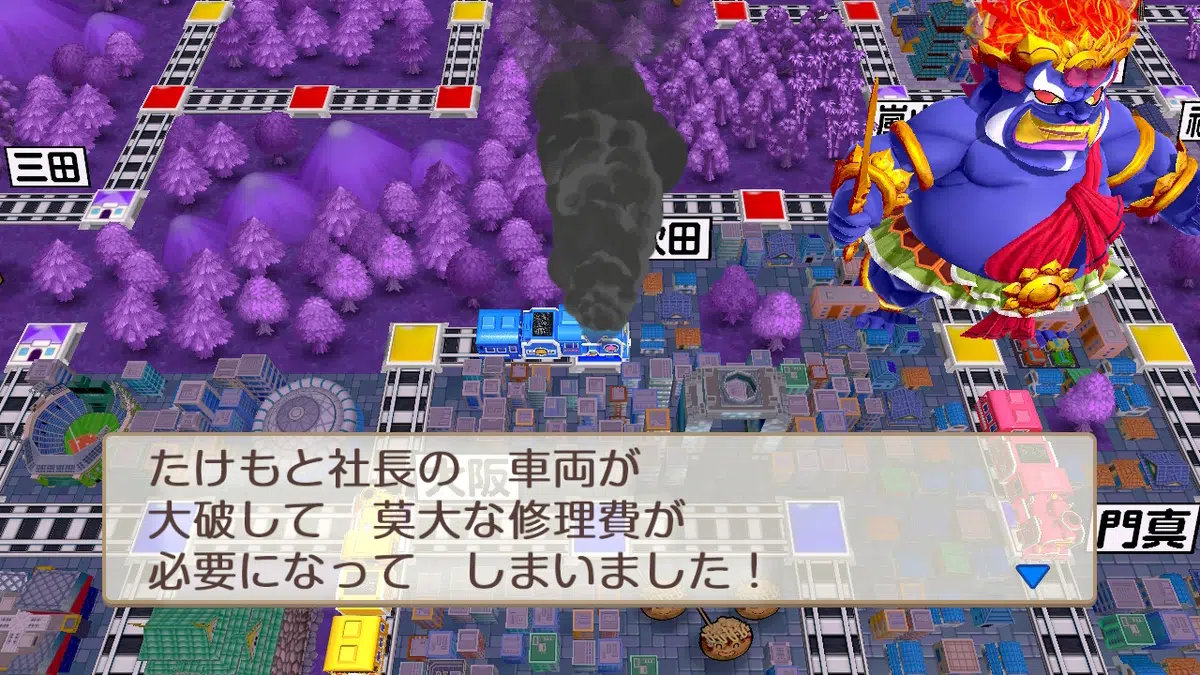 三田
田
たけもと社長の　車両が
大破して　莫大な修理費が
必要になって　しまいました！
大阪
門真